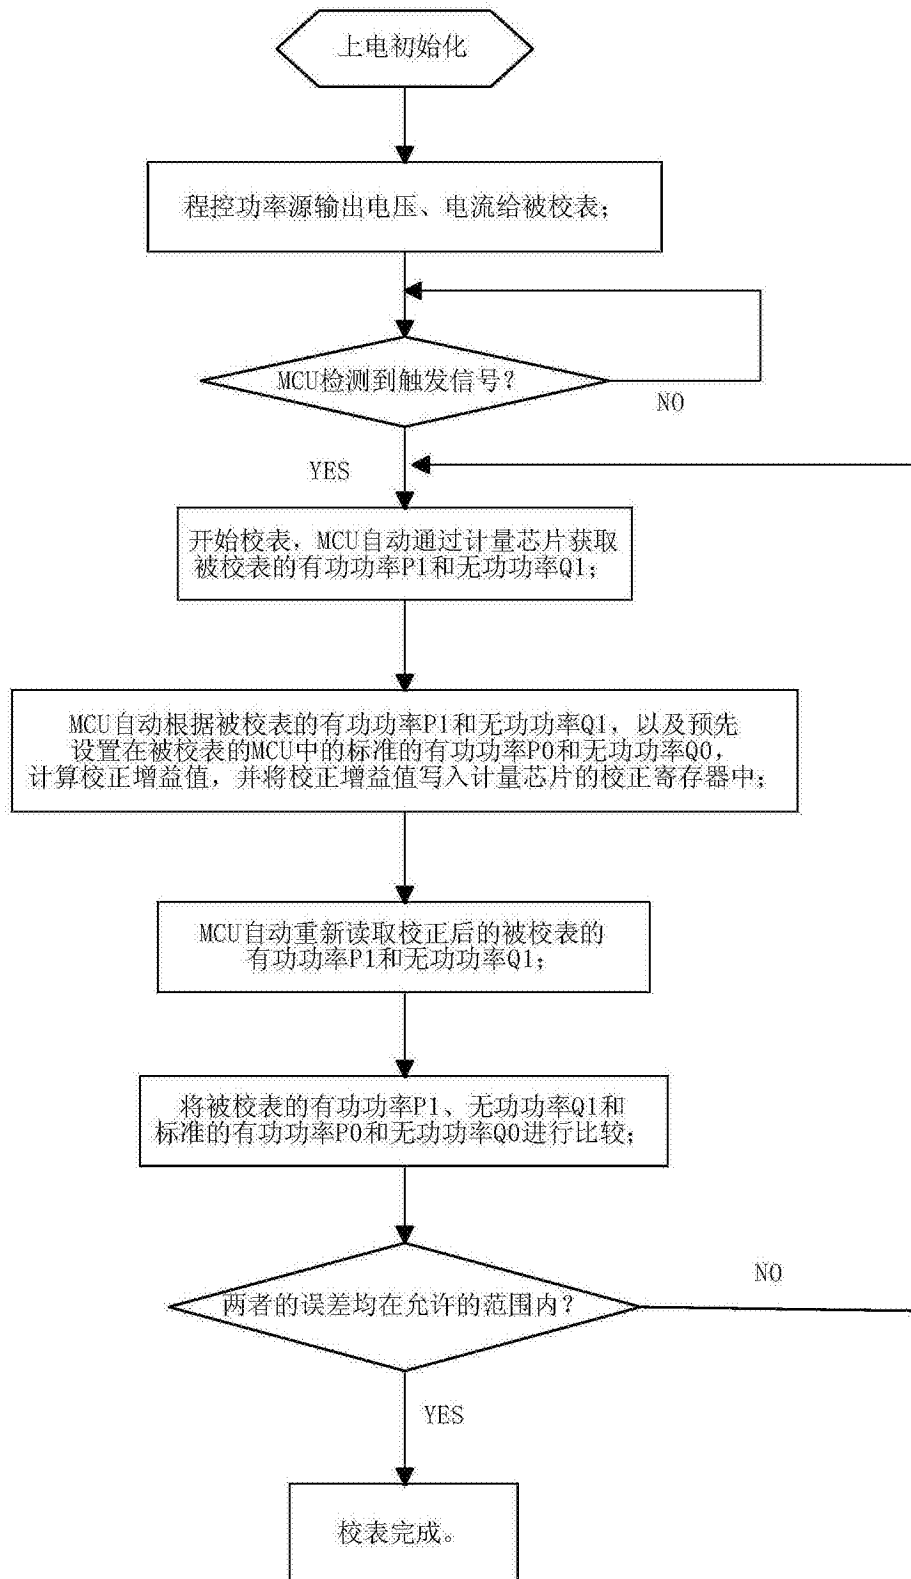 上电初始化
程控功率源输出电压、电流给被校表；
MCU检测到触发信号？
NO
YES
开始校表，MCU自动通过计量芯片获取
被校表的有功功率P1和无功功率Q1；
MCU自动根据被校表的有功功率P1和无功功率Q1，以及预先
设置在被校表的MCU中的标准的有功功率P0和无功功率Q0，
计算校正增益值，并将校正增益值写入计量芯片的校正寄存器中；
MCU自动重新读取校正后的被校表的
有功功率P1和无功功率Q1；
将被校表的有功功率P1、无功功率Q1和
标准的有功功率P0和无功功率Q0进行比较；
NO
两者的误差均在允许的范围内？
YES
校表完成。